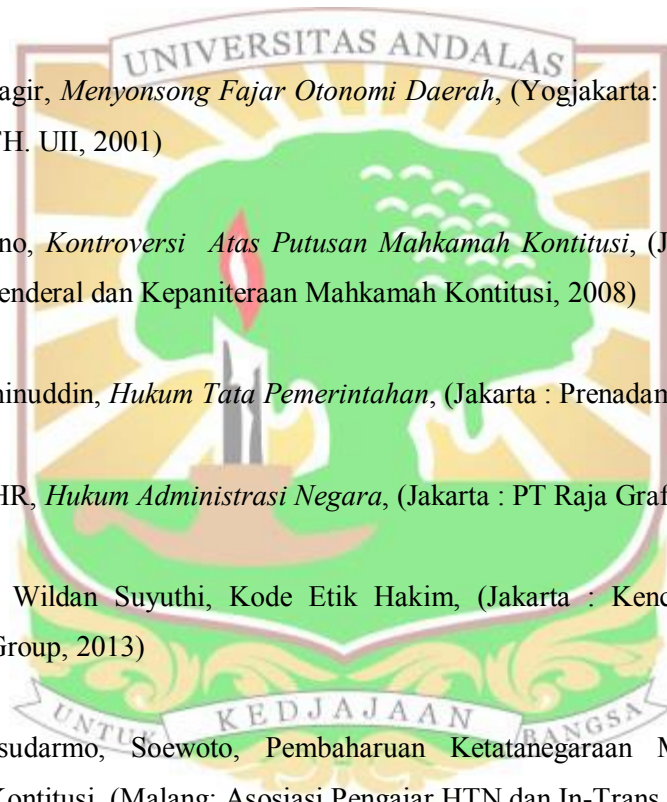 UNIVERSITAS ANDALAS
agir, Menyonsong Fajar Otonomi Daerah, (Yogjakarta:
H. UII, 2001)
no, Kontroversi Atas Putusan Mahkamah Kontitusi, (J
enderal dan Kepaniteraan Mahkamah Kontitusi, 2008)
inuddin, Hukum Tata Pemerintahan, (Jakarta : Prenadam
HR, Hukum Administrasi Negara, (Jakarta : PT Raja Graf
Wildan Suyuthi, Kode Etik Hakim, (Jakarta : Kenc
Group, 2013)
UNTUK KEDJAJAAN BANGSA
sudarmo, Soewoto, Pembaharuan Ketatanegaraan M
Kontitusi, (Malang: Asosiasi Pengajar HTN dan In-Trans